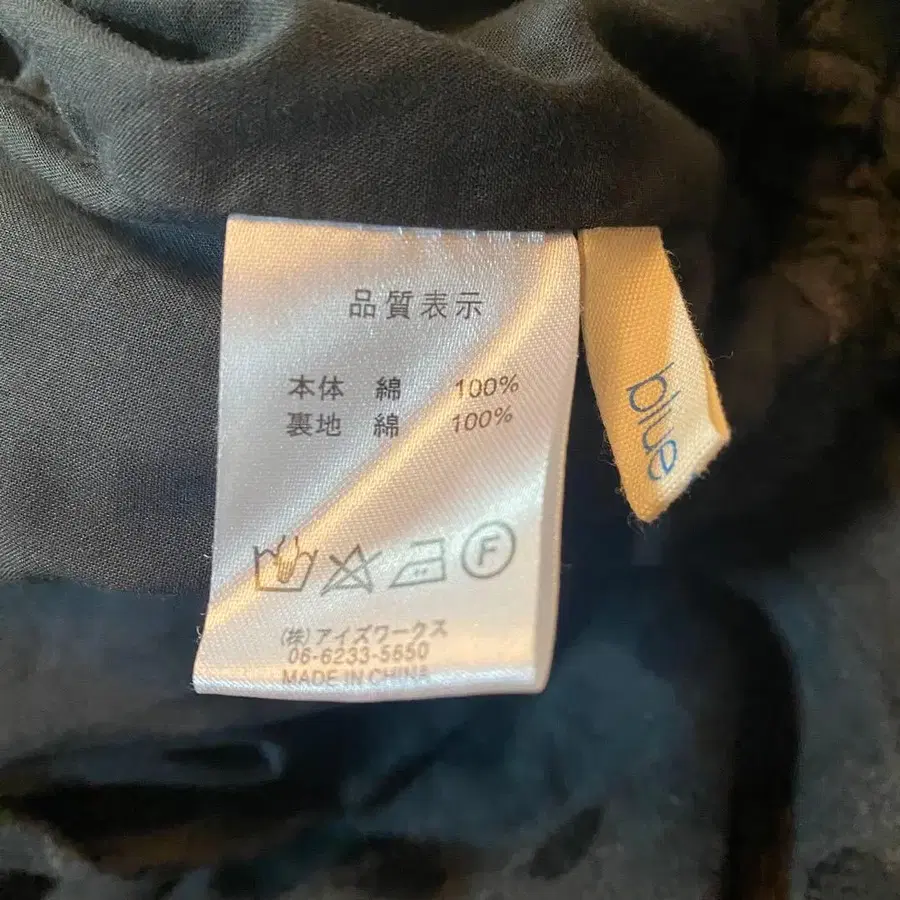 品質表示
本体 綿 100%
裏地 綿 100%
F
(株)アイズワークス
06-6233-5650
MADE IN CHINA
blue